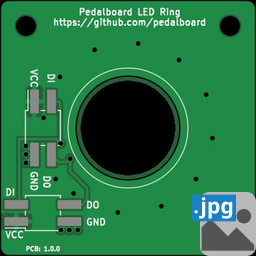 Pedalboard LED Ring
https://github.com/pedalboard
VCC DI
GND DO
DI DO
VCC GND
PCB: 1.0.0
.jpg